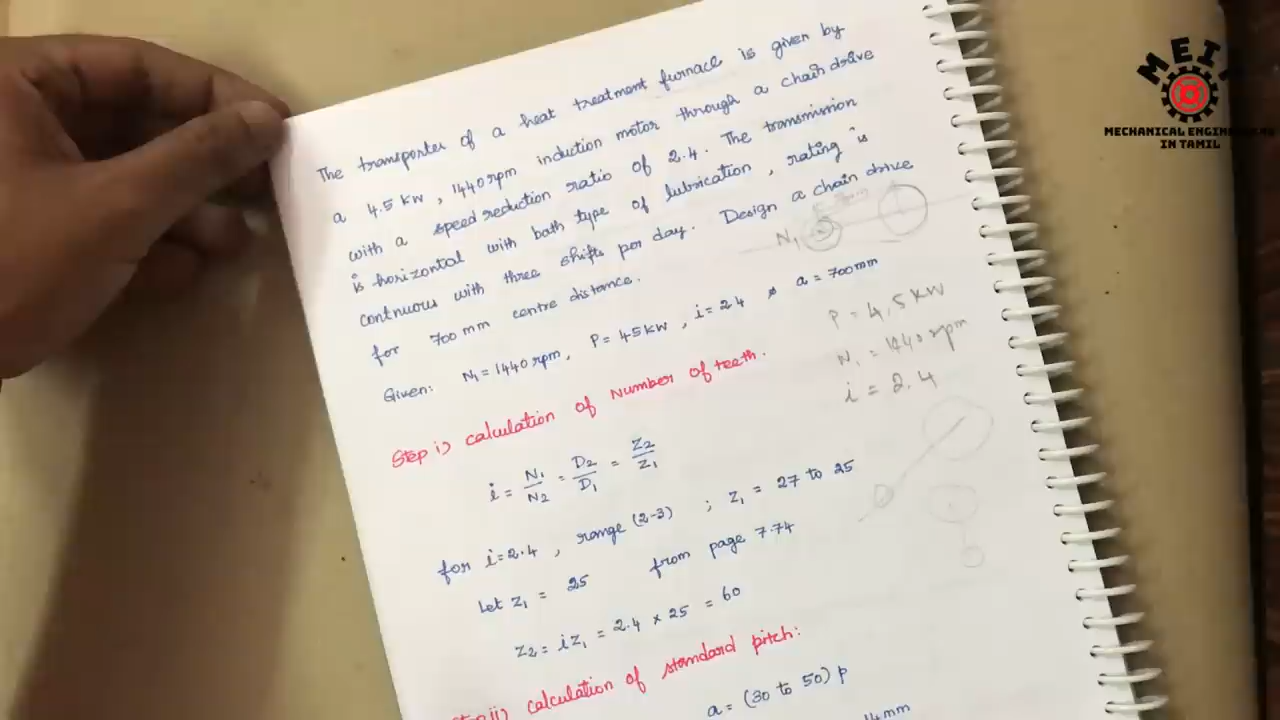 The transporter of a heat treatment furnace is given by
a 4.5 kw, 1440 rpm induction motor through a chain drive
with a speed reduction ratio of 2.4. The transmission
is horizontal with bath type of lubrication, rating is
continuous with three shifts per day. Design a chain drive
for 700 mm centre distance.
N1
Given: N1 = 1440 rpm, P = 4.5 kw, i = 2.4 , a = 700 mm
P = 4.5 kW
N1 = 1440 rpm
i = 2.4
Step i) calculation of Number of teeth.
i = N1/N2 = D2/D1 = Z2/Z1
for i = 2.4, range (2-3) ; Z1 = 27 to 25
Let Z1 = 25 from page 7.74
Z2 = iZ1 = 2.4 × 25 = 60
Step ii) calculation of standard pitch:
a = (30 to 50) p
mm
MECHANICAL
IN TAMIL